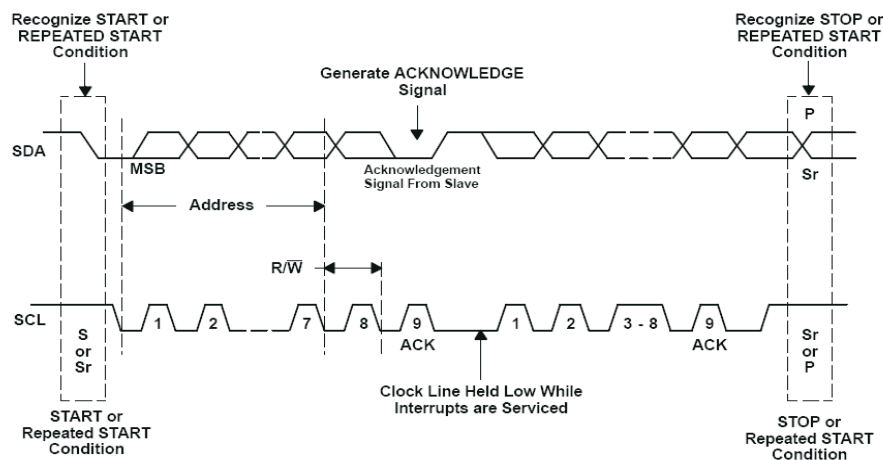 Recognize START or
REPEATED START
Condition
Recognize STOP or
REPEATED START
Condition
Generate ACKNOWLEDGE
Signal
P
SDA
MSB
Acknowledgement
Signal From Slave
Sr
Address
R/W̅
SCL
1
2
7
8
9
1
2
3 - 8
9
ACK
ACK
S
or
Sr
Sr
or
P
Clock Line Held Low While
Interrupts are Serviced
START or
Repeated START
Condition
STOP or
Repeated START
Condition